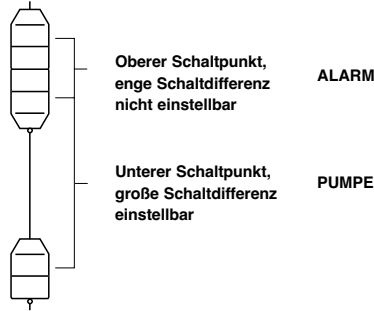 Oberer Schaltpunkt,
enge Schaltdifferenz
nicht einstellbar
ALARM
Unterer Schaltpunkt,
große Schaltdifferenz
einstellbar
PUMPE